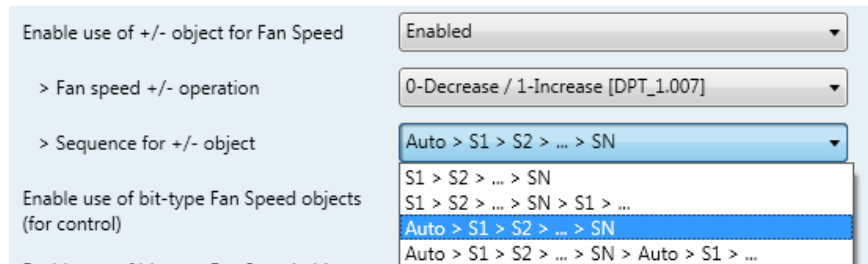 Enable use of +/- object for Fan Speed
Enabled
> Fan speed +/- operation
0-Decrease / 1-Increase [DPT_1.007]
> Sequence for +/- object
Auto > S1 > S2 > ... > SN
S1 > S2 > ... > SN
S1 > S2 > ... > SN > S1 > ...
Auto > S1 > S2 > ... > SN
Auto > S1 > S2 > ... > SN > Auto > S1 > ...
Enable use of bit-type Fan Speed objects
(for control)